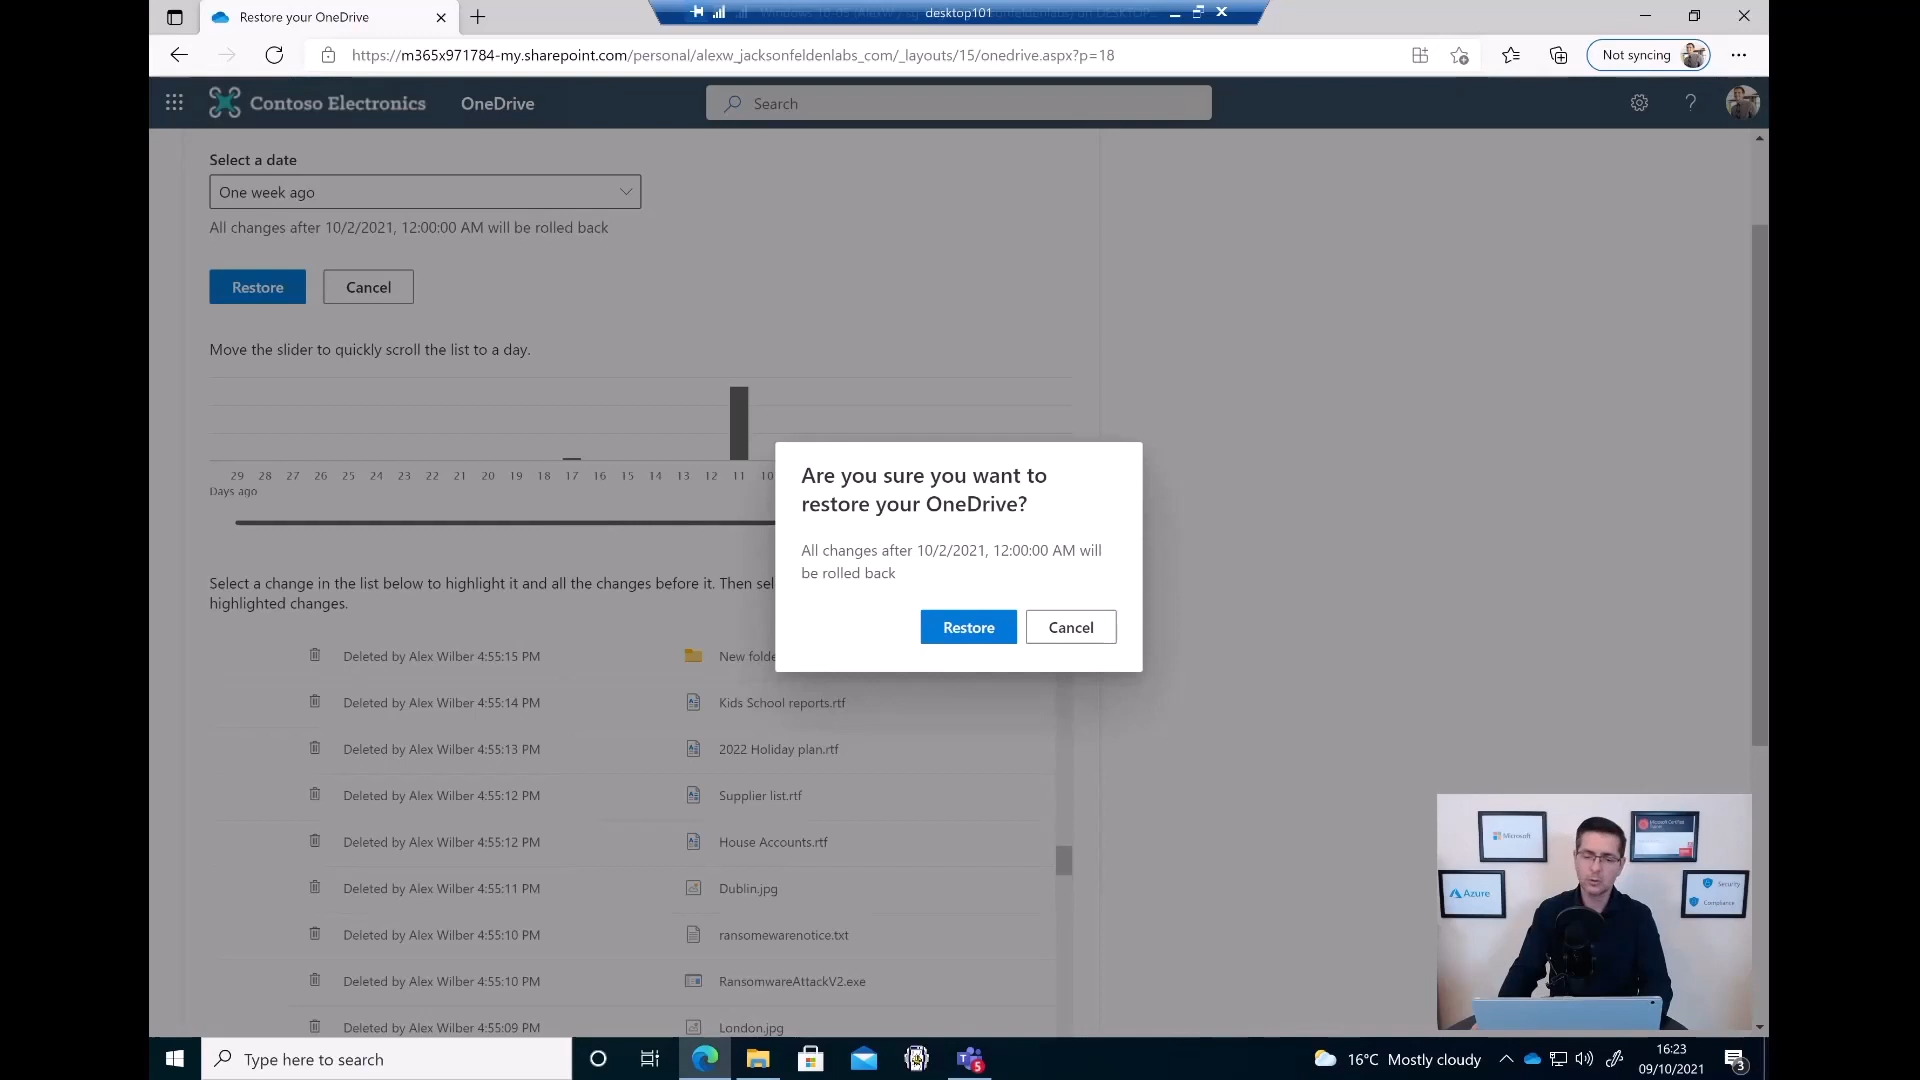 Restore your OneDrive
desktop101
https://m365x971784-my.sharepoint.com/personal/alexw_jacksonfeldenlabs_com/_layouts/15/onedrive.aspx?p=18
Not syncing
Contoso Electronics
OneDrive
Search
Select a date
One week ago
All changes after 10/2/2021, 12:00:00 AM will be rolled back
Restore
Cancel
Move the slider to quickly scroll the list to a day.
29 28 27 26 25 24 23 22 21 20 19 18 17 16 15 14 13 12 11 10
Days ago
Are you sure you want to
restore your OneDrive?
All changes after 10/2/2021, 12:00:00 AM will
be rolled back
Restore
Cancel
Select a change in the list below to highlight it and all the changes before it. Then sel
highlighted changes.
Deleted by Alex Wilber 4:55:15 PM New folde
Deleted by Alex Wilber 4:55:14 PM Kids School reports.rtf
Deleted by Alex Wilber 4:55:13 PM 2022 Holiday plan.rtf
Deleted by Alex Wilber 4:55:12 PM Supplier list.rtf
Deleted by Alex Wilber 4:55:12 PM House Accounts.rtf
Deleted by Alex Wilber 4:55:11 PM Dublin.jpg
Deleted by Alex Wilber 4:55:10 PM ransomewarenotice.txt
Deleted by Alex Wilber 4:55:10 PM RansomwareAttackV2.exe
Deleted by Alex Wilber 4:55:09 PM London.jpg
Microsoft
Azure
Security
Compliance
Type here to search
5
16°C Mostly cloudy
16:23
09/10/2021
3